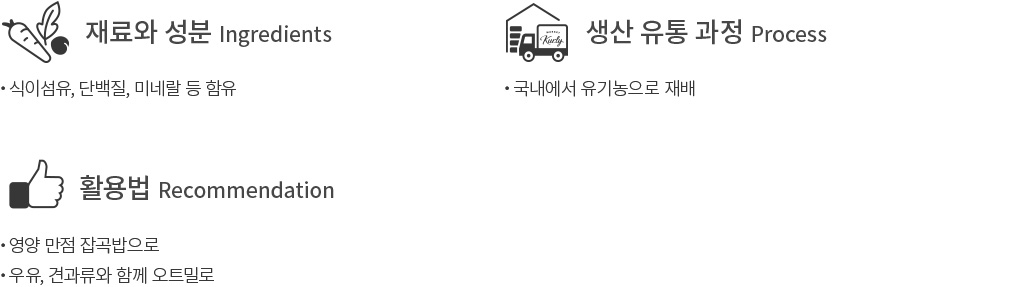 재료와 성분 Ingredients
• 식이섬유, 단백질, 미네랄 등 함유
생산 유통 과정 Process
MARKET
Kurly
• 국내에서 유기농으로 재배
활용법 Recommendation
• 영양 만점 잡곡밥으로
• 우유, 견과류와 함께 오트밀로